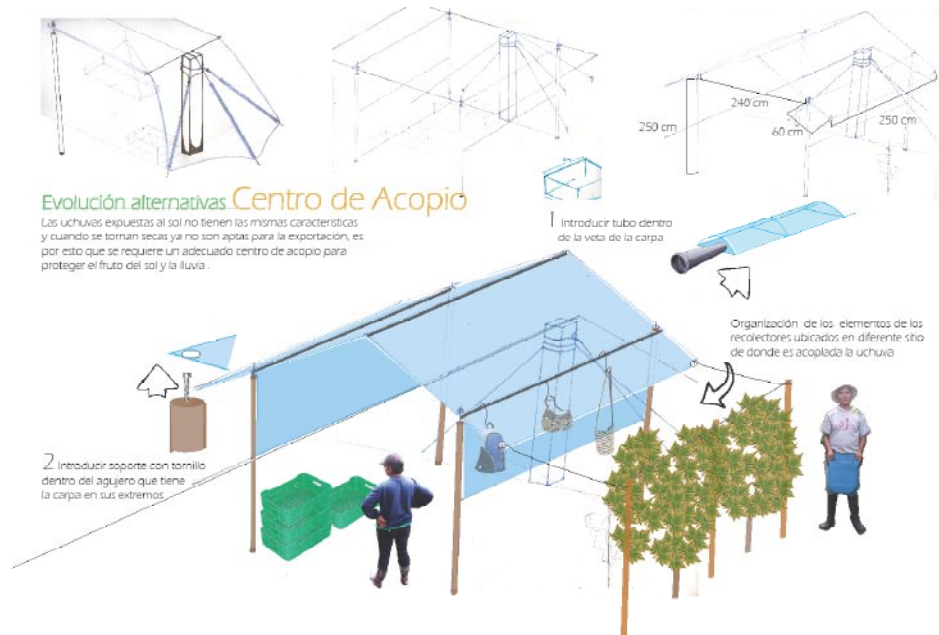 240 cm
250 cm
60 cm
250 cm
Evolución alternativas Centro de Acopio
Las uchuvas expuestas al sol no tienen las mismas caracteristicas
y cuando se tornan secas ya no son aptas para la exportación, es
por esto que se requiere un adecuado centro de acopio para
proteger el fruto del sol y la lluvia .
1 Introducir tubo dentro
de la veta de la carpa
Organización de los elementos de los
recolectores ubicados en diferente sitio
de donde es acoplada la uchuva
2 Introducir soporte con tornillo
dentro del agujero que tiene
la carpa en sus extremos